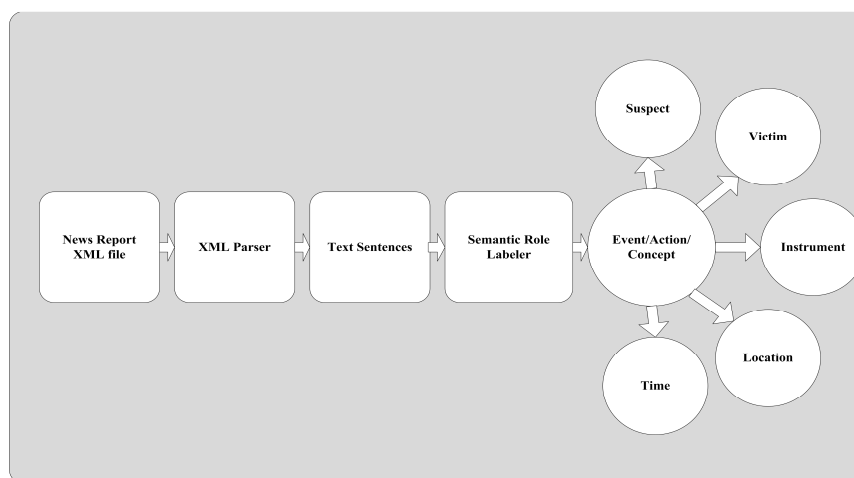 Suspect
Victim
News Report
XML file
XML Parser
Text Sentences
Semantic Role
Labeler
Event/Action/
Concept
Instrument
Location
Time